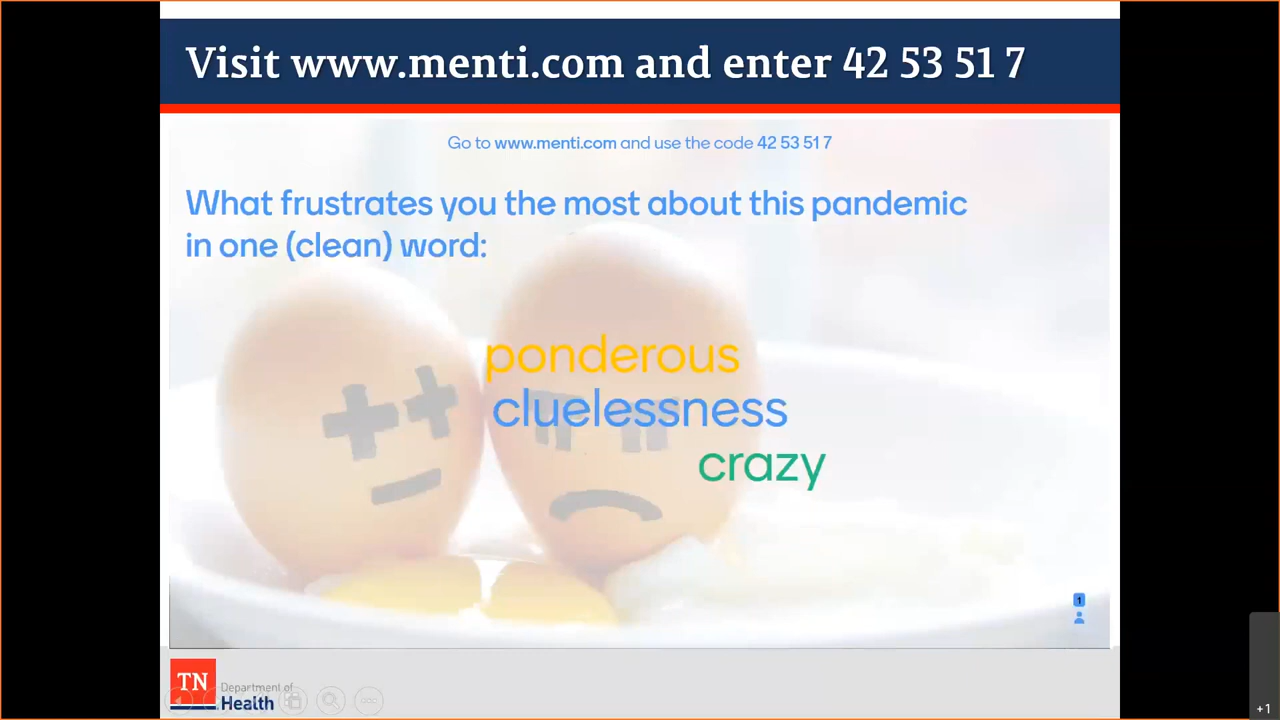 Visit www.menti.com and enter 42 53 51 7
Go to www.menti.com and use the code 42 53 51 7
What frustrates you the most about this pandemic
in one (clean) word:
ponderous
cluelessness
crazy
1
TN
Department of
Health
+1